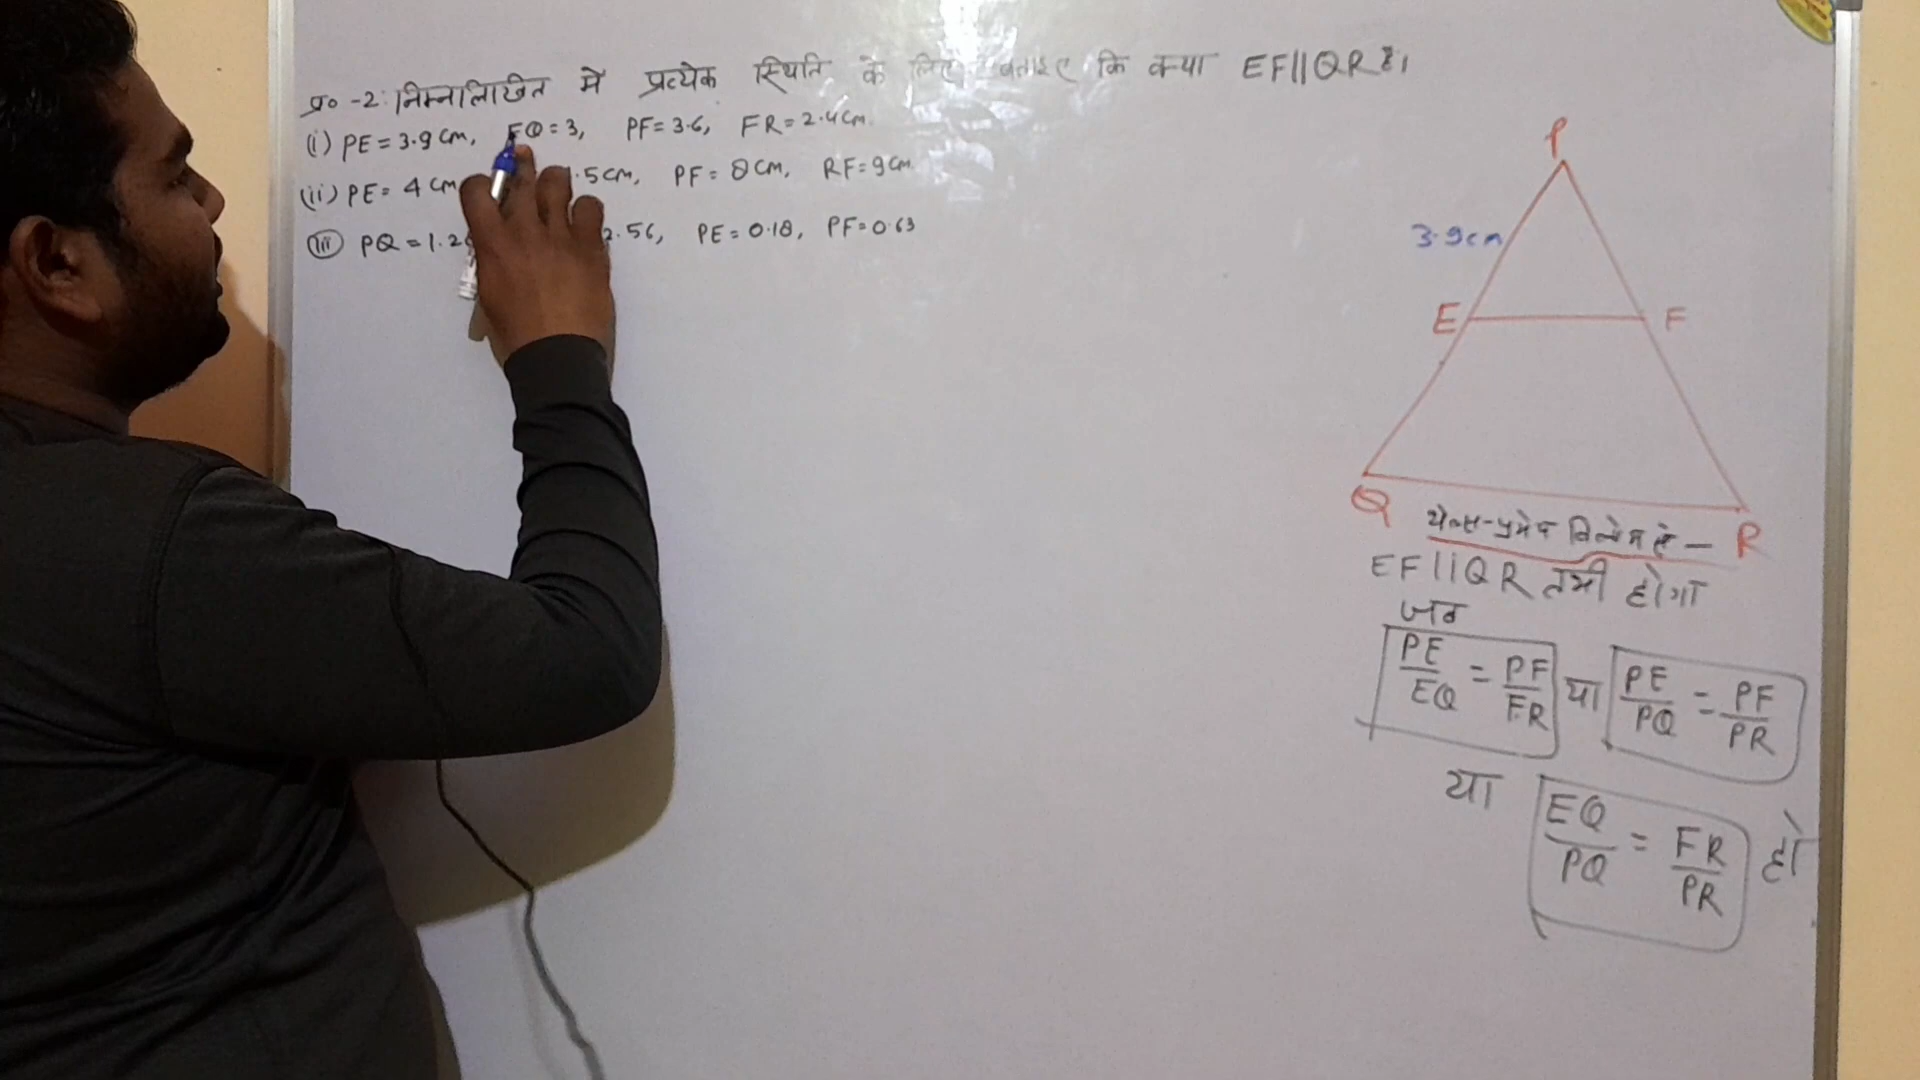 प्र० -2: निम्नलिखित में प्रत्येक स्थिति के लिए बताइए कि क्या EF||QR है।
(i) PE = 3.9 cm, EQ = 3, PF = 3.6, FR = 2.4 cm.
(ii) PE = 4 cm .5 cm, PF = 8 cm, RF = 9 cm.
(iii) PQ = 1.2 2.56, PE = 0.18, PF = 0.63
P
3.9cm
E F
Q R
थेल्स-प्रमेय विलोम से —
EF||QR तभी होगा
जब
PE/EQ = PF/FR या PE/PQ = PF/PR
या EQ/PQ = FR/PR हो